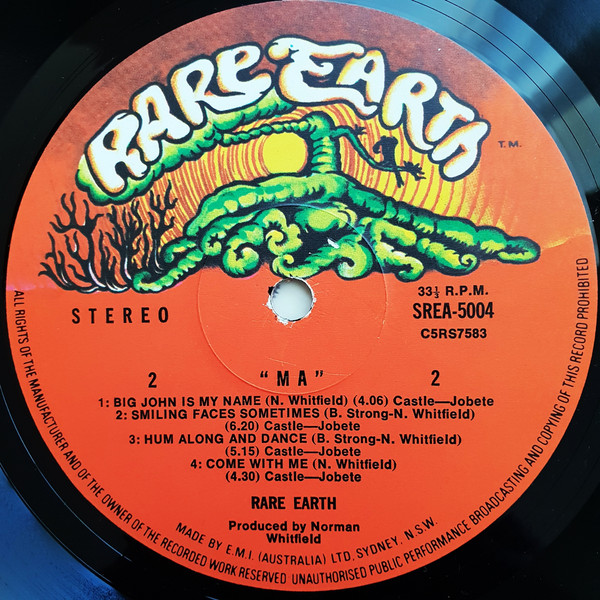 RARE EARTH
T.M.
33⅓ R.P.M.
STEREO
SREA-5004
C5RS7583
2 "MA" 2
1: BIG JOHN IS MY NAME (N. Whitfield) (4.06) Castle—Jobete
2: SMILING FACES SOMETIMES (B. Strong-N. Whitfield)
(6.20) Castle—Jobete
3: HUM ALONG AND DANCE (B. Strong-N. Whitfield)
(5.15) Castle—Jobete
4: COME WITH ME (N. Whitfield)
(4.30) Castle—Jobete
RARE EARTH
Produced by Norman
Whitfield
MADE BY E.M.I. (AUSTRALIA) LTD. SYDNEY. N.S.W.
ALL RIGHTS OF THE MANUFACTURER AND OF THE OWNER OF THE RECORDED WORK RESERVED UNAUTHORISED PUBLIC PERFORMANCE BROADCASTING AND COPYING OF THIS RECORD PROHIBITED